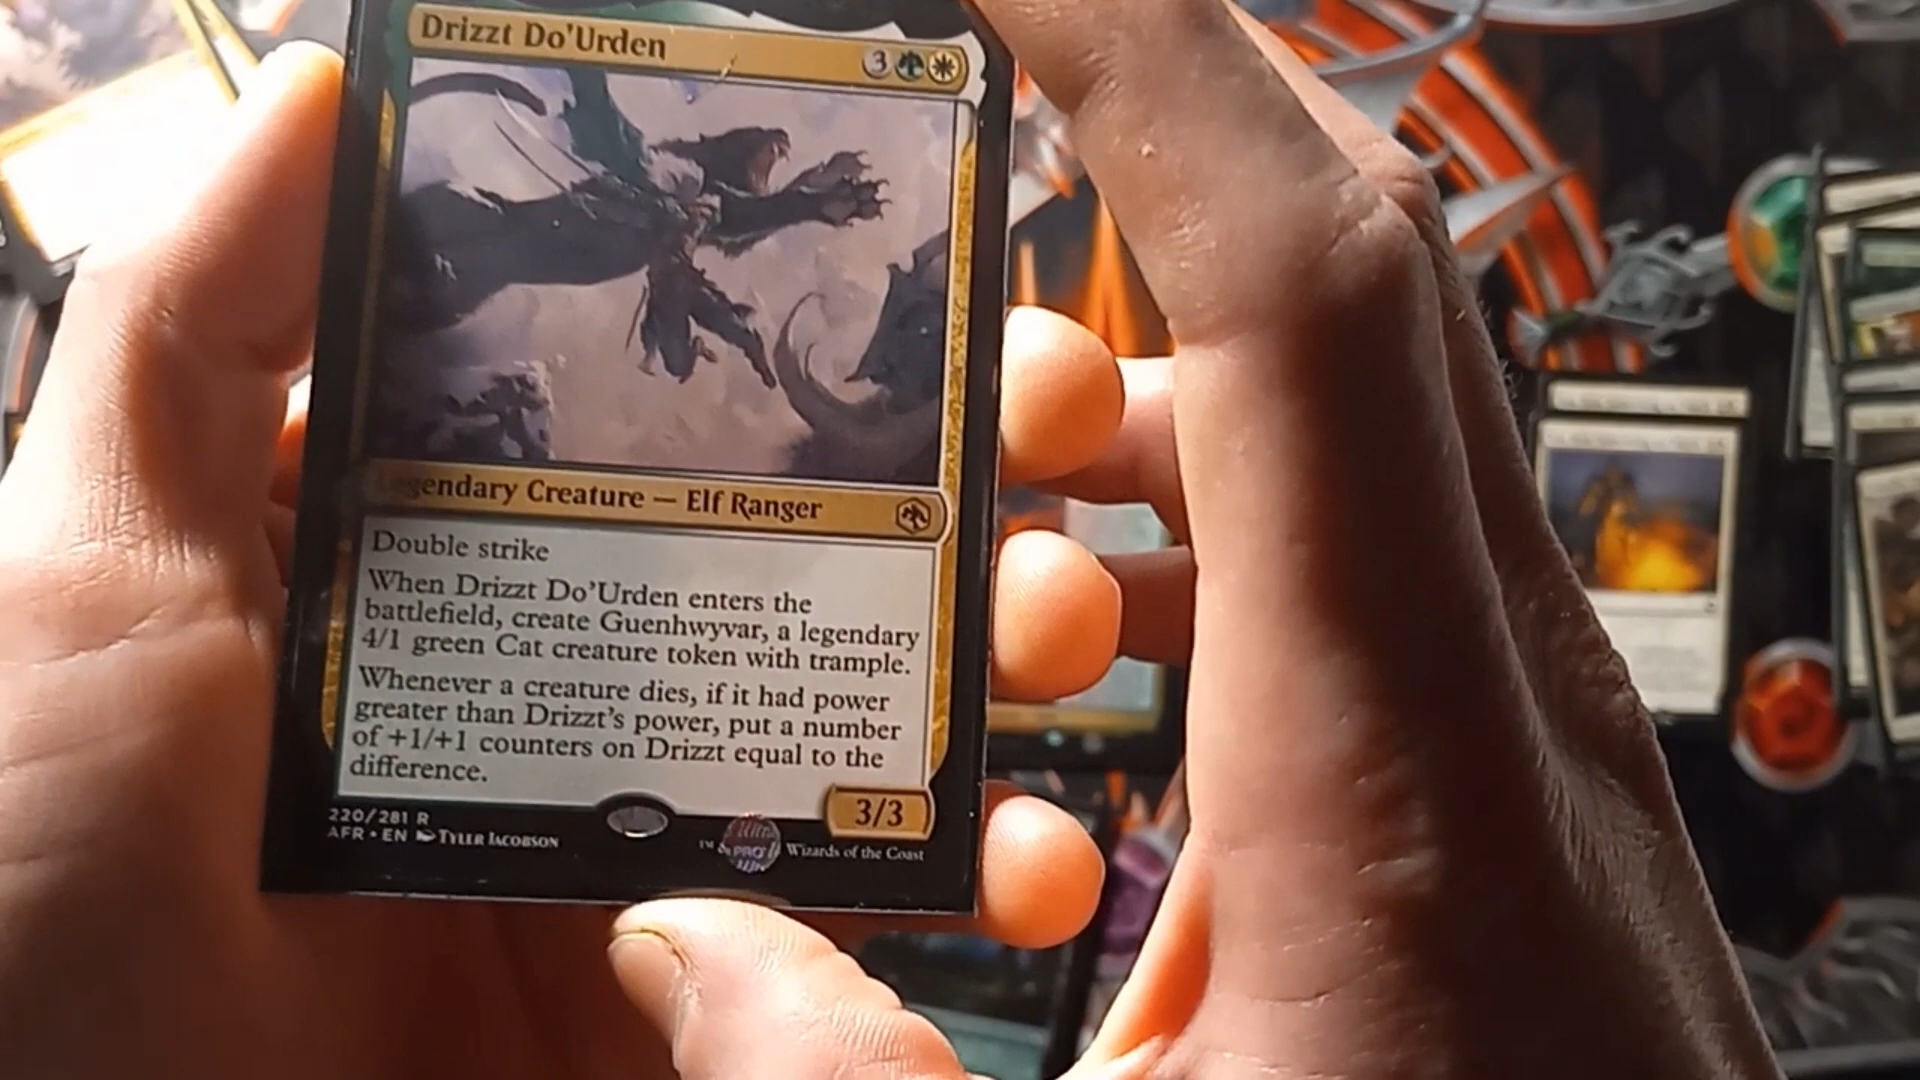 Drizzt Do'Urden
3
Legendary Creature — Elf Ranger
Double strike
When Drizzt Do'Urden enters the
battlefield, create Guenhwyvar, a legendary
4/1 green Cat creature token with trample.
Whenever a creature dies, if it had power
greater than Drizzt's power, put a number
of +1/+1 counters on Drizzt equal to the
difference.
3/3
220/281 R
AFR • EN Tyler Jacobson
™ & Wizards of the Coast
PRO